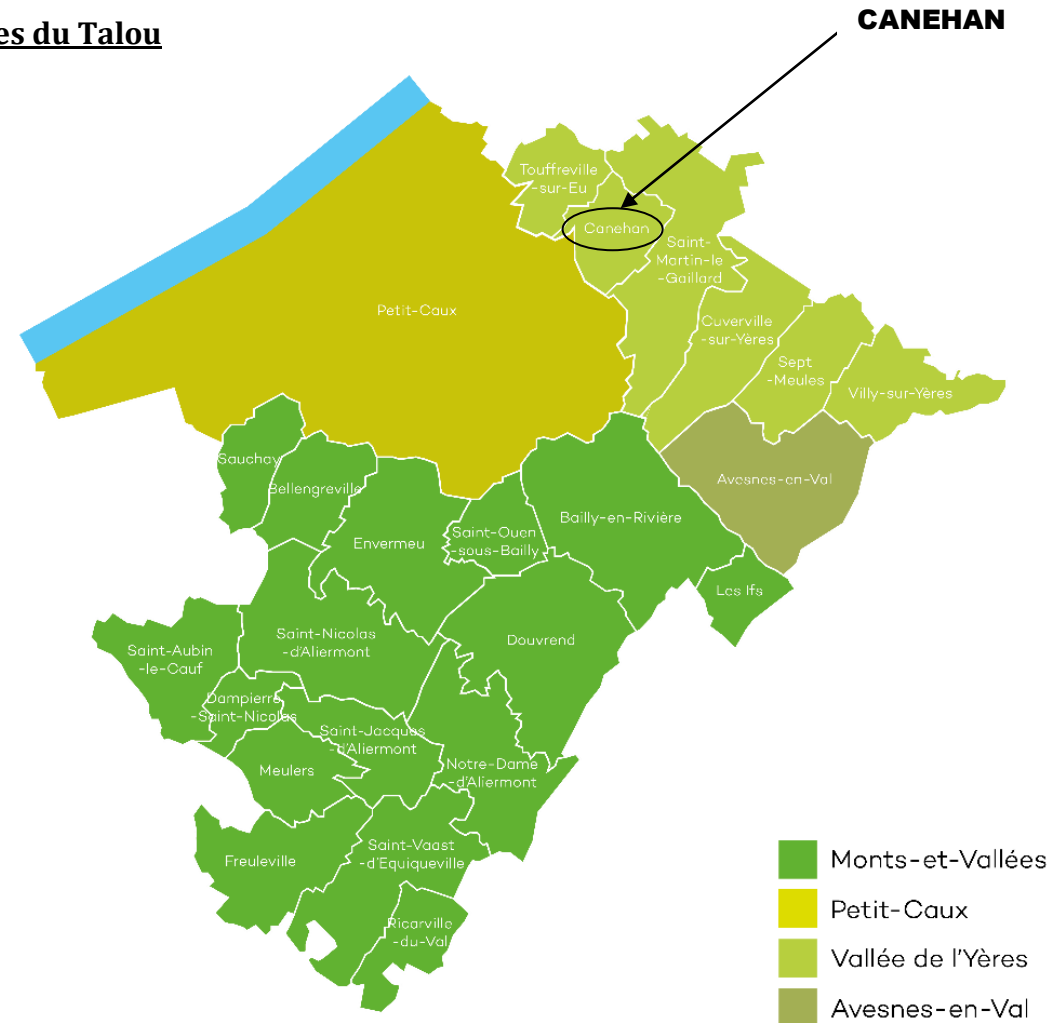 es du Talou
CANEHAN
Touffreville
-sur-Eu
Canehan
Saint-
Martin-le
-Gaillard
Petit-Caux
Cuverville
-sur-Yères
Sept
-Meules
Villy-sur-Yères
Sauchay
Bellengreville
Avesnes-en-Val
Envermeu
Saint-Ouen
-sous-Bailly
Bailly-en-Rivière
Les Ifs
Saint-Aubin
-le-Cauf
Saint-Nicolas
-d'Aliermont
Douvrend
Dampierre
-Saint-Nicolas
Saint-Jacques
-d'Aliermont
Meulers
Notre-Dame
-d'Aliermont
Freuleville
Saint-Vaast
-d'Equiqueville
Ricarville
-du-Val
Monts-et-Vallées
Petit-Caux
Vallée de l'Yères
Avesnes-en-Val